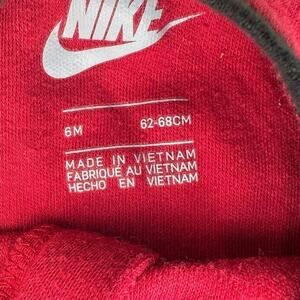 NIKE
6M 62-68CM
MADE IN VIETNAM
FABRIQUÉ AU VIETNAM
HECHO EN VIETNAM